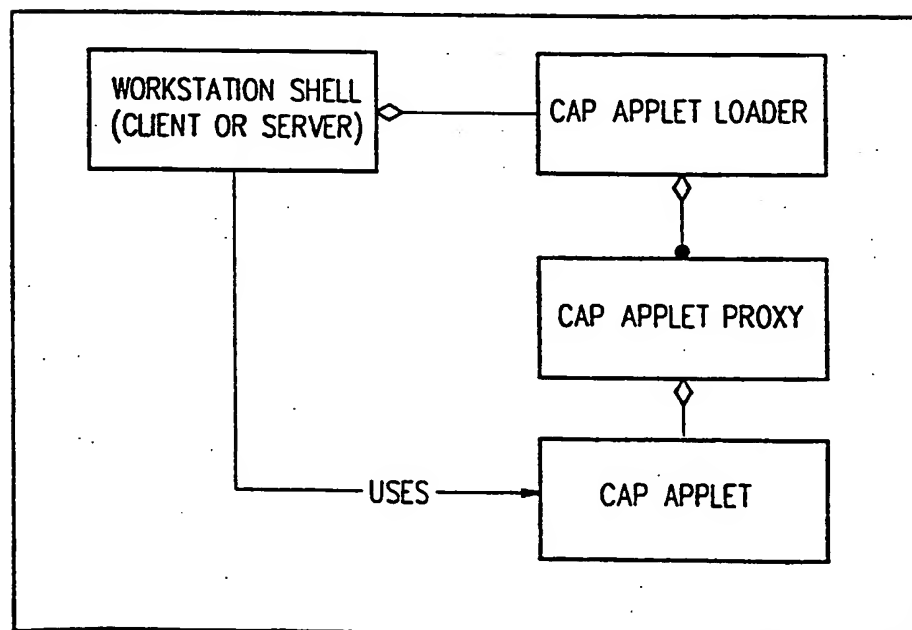 WORKSTATION SHELL
(CLIENT OR SERVER)
CAP APPLET LOADER
CAP APPLET PROXY
USES
CAP APPLET